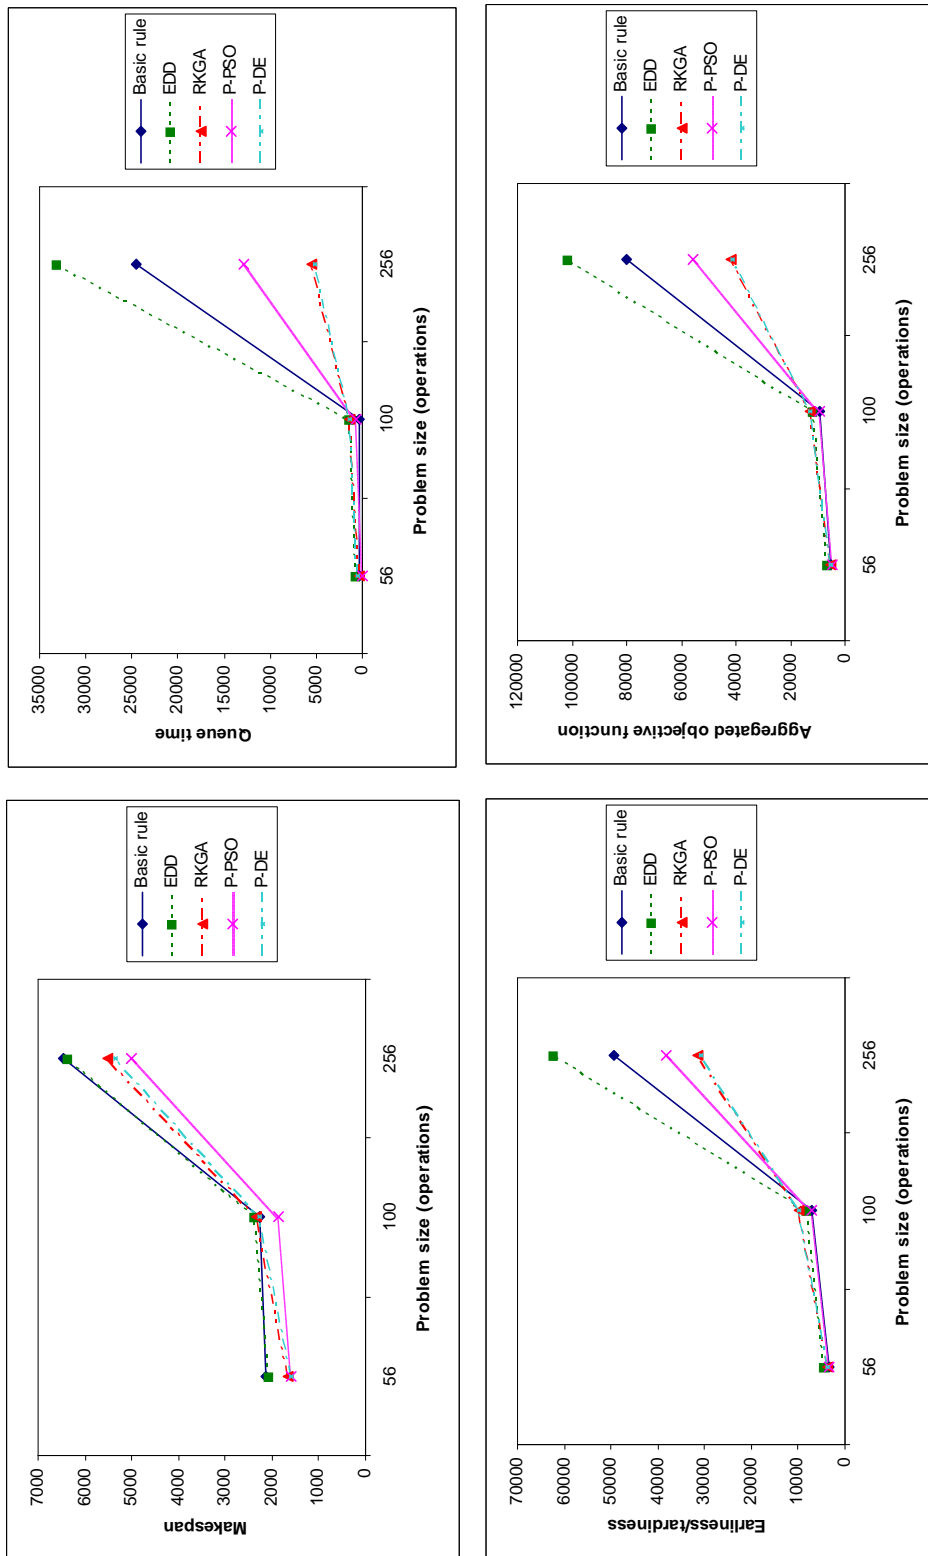 Makespan
7000
6000
5000
4000
3000
2000
1000
0
56
100
256
Problem size (operations)
Basic rule
EDD
RKGA
P-PSO
P-DE
Queue time
35000
30000
25000
20000
15000
10000
5000
0
56
100
256
Problem size (operations)
Basic rule
EDD
RKGA
P-PSO
P-DE
Earliness/tardiness
70000
60000
50000
40000
30000
20000
10000
0
56
100
256
Problem size (operations)
Basic rule
EDD
RKGA
P-PSO
P-DE
Aggregated objective function
120000
100000
80000
60000
40000
20000
0
56
100
256
Problem size (operations)
Basic rule
EDD
RKGA
P-PSO
P-DE